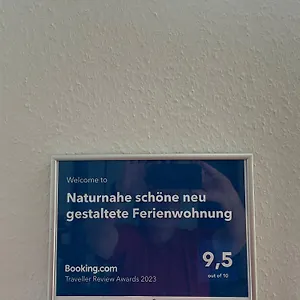 Welcome to
Naturnahe schöne neu
gestaltete Ferienwohnung
9,5
Booking.com
out of 10
Traveller Review Awards 2023